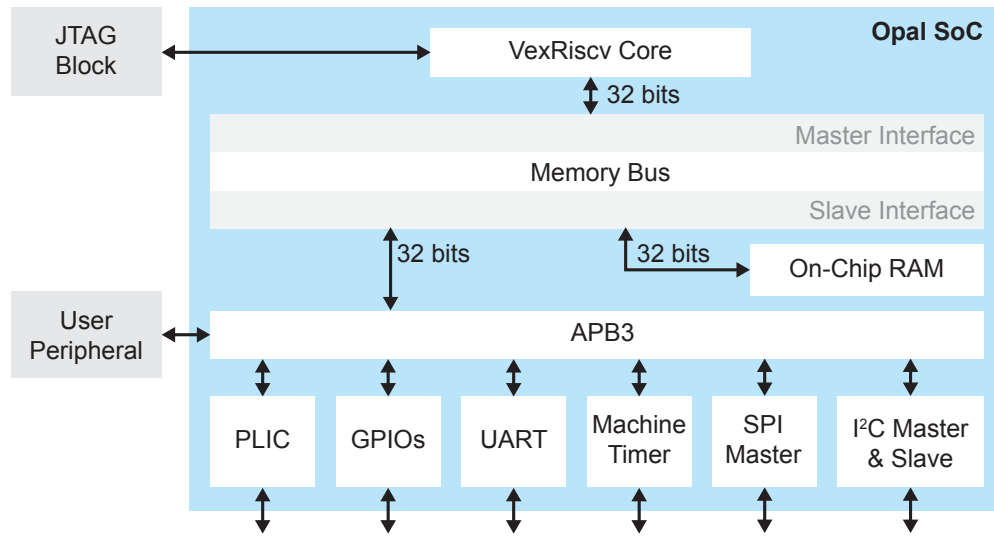 JTAG
Block
VexRiscv Core
Opal SoC
32 bits
Master Interface
Memory Bus
Slave Interface
32 bits
32 bits
On-Chip RAM
User
Peripheral
APB3
PLIC
GPIOs
UART
Machine
Timer
SPI
Master
I²C Master
& Slave